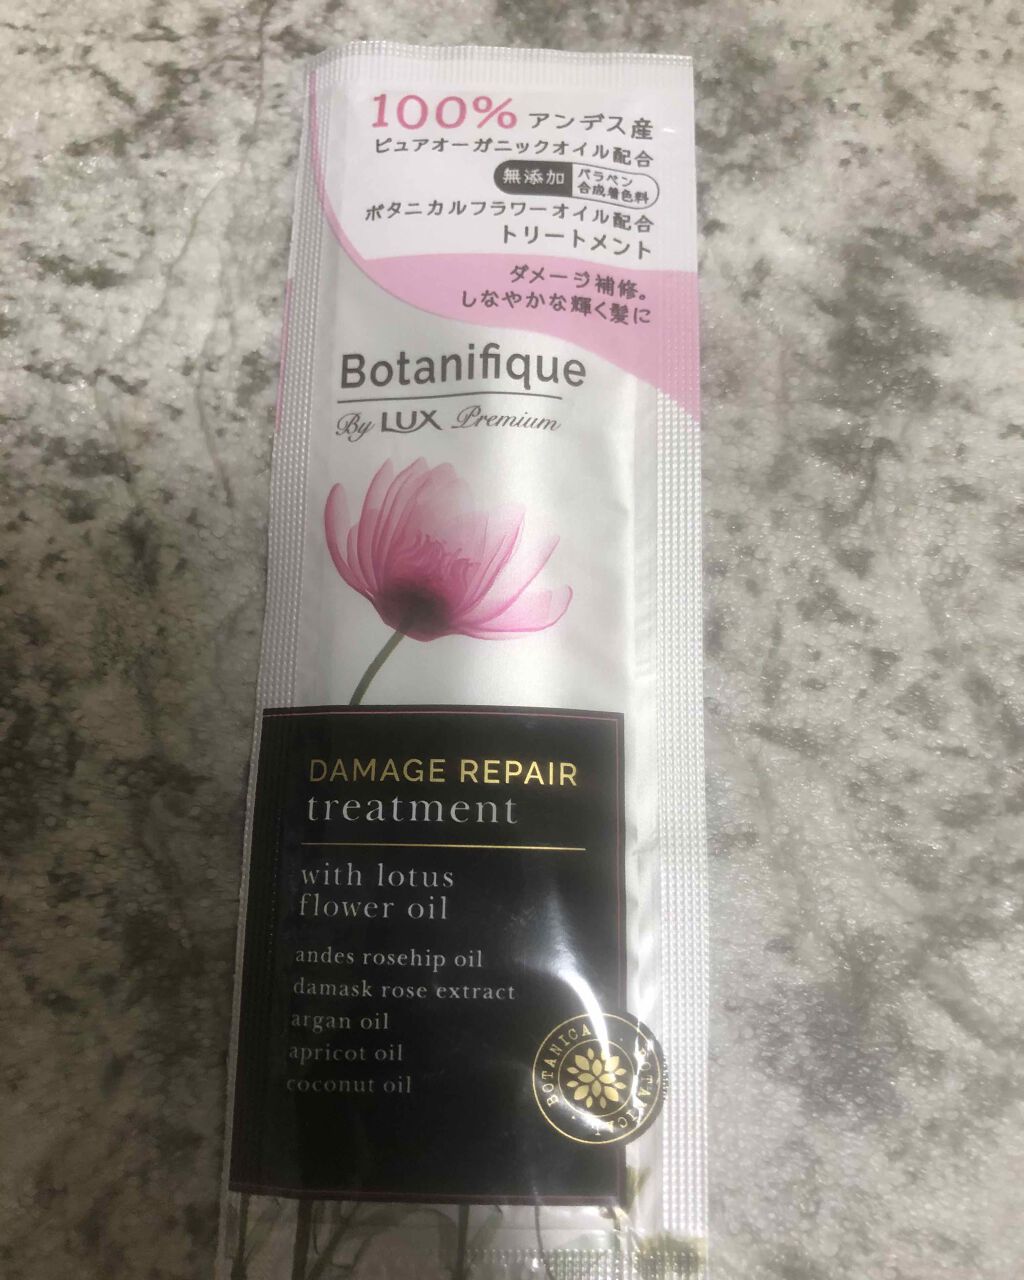 100% アンデス産
ピュアオーガニックオイル配合
無添加 パラベン
合成着色料
ボタニカルフラワーオイル配合
トリートメント
ダメージ補修。
しなやかな輝く髪に
Botanifique
By LUX Premium
DAMAGE REPAIR
treatment
with lotus
flower oil
andes rosehip oil
damask rose extract
argan oil
apricot oil
coconut oil
BOTANICAL · BOTANICAL